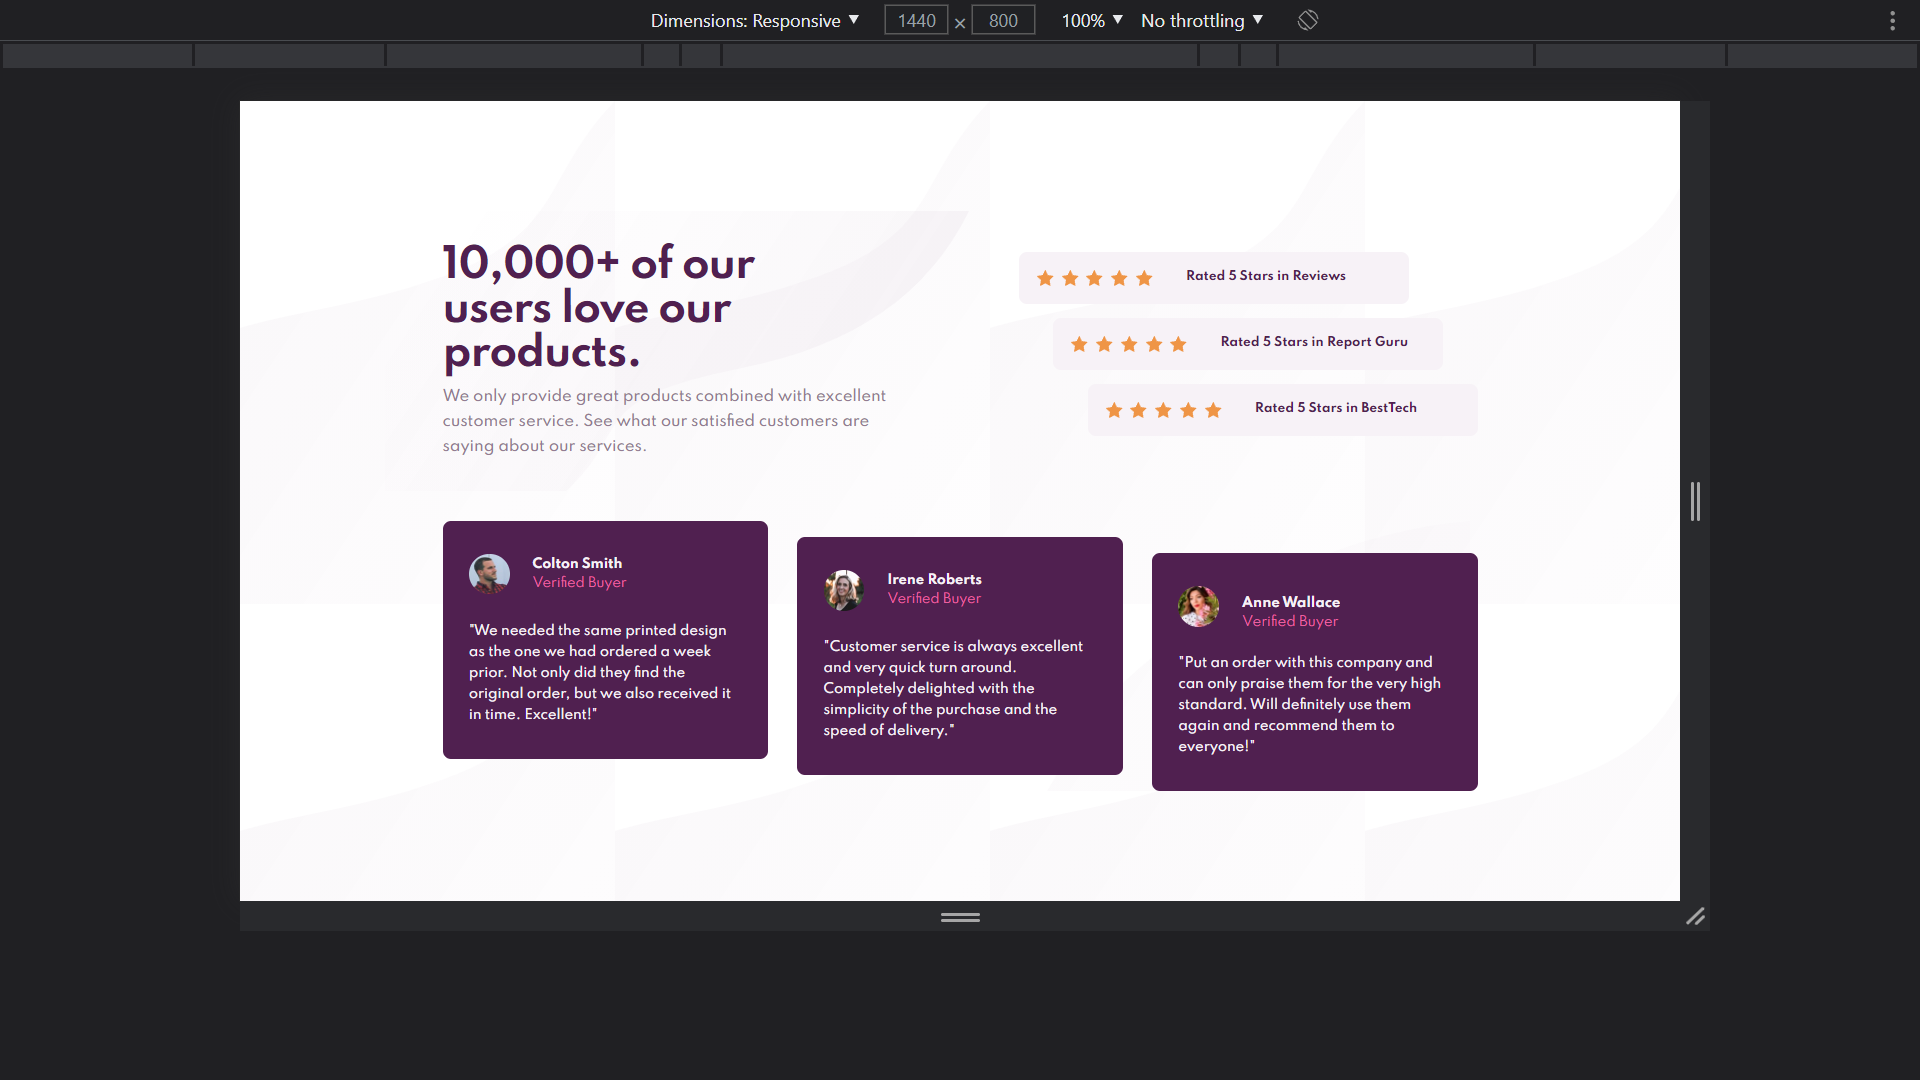 Dimensions: Responsive ▼ 1440 × 800 100% ▼ No throttling ▼
10,000+ of our
users love our
products.
We only provide great products combined with excellent
customer service. See what our satisfied customers are
saying about our services.
Rated 5 Stars in Reviews
Rated 5 Stars in Report Guru
Rated 5 Stars in BestTech
Colton Smith
Verified Buyer
"We needed the same printed design
as the one we had ordered a week
prior. Not only did they find the
original order, but we also received it
in time. Excellent!"
Irene Roberts
Verified Buyer
"Customer service is always excellent
and very quick turn around.
Completely delighted with the
simplicity of the purchase and the
speed of delivery."
Anne Wallace
Verified Buyer
"Put an order with this company and
can only praise them for the very high
standard. Will definitely use them
again and recommend them to
everyone!"